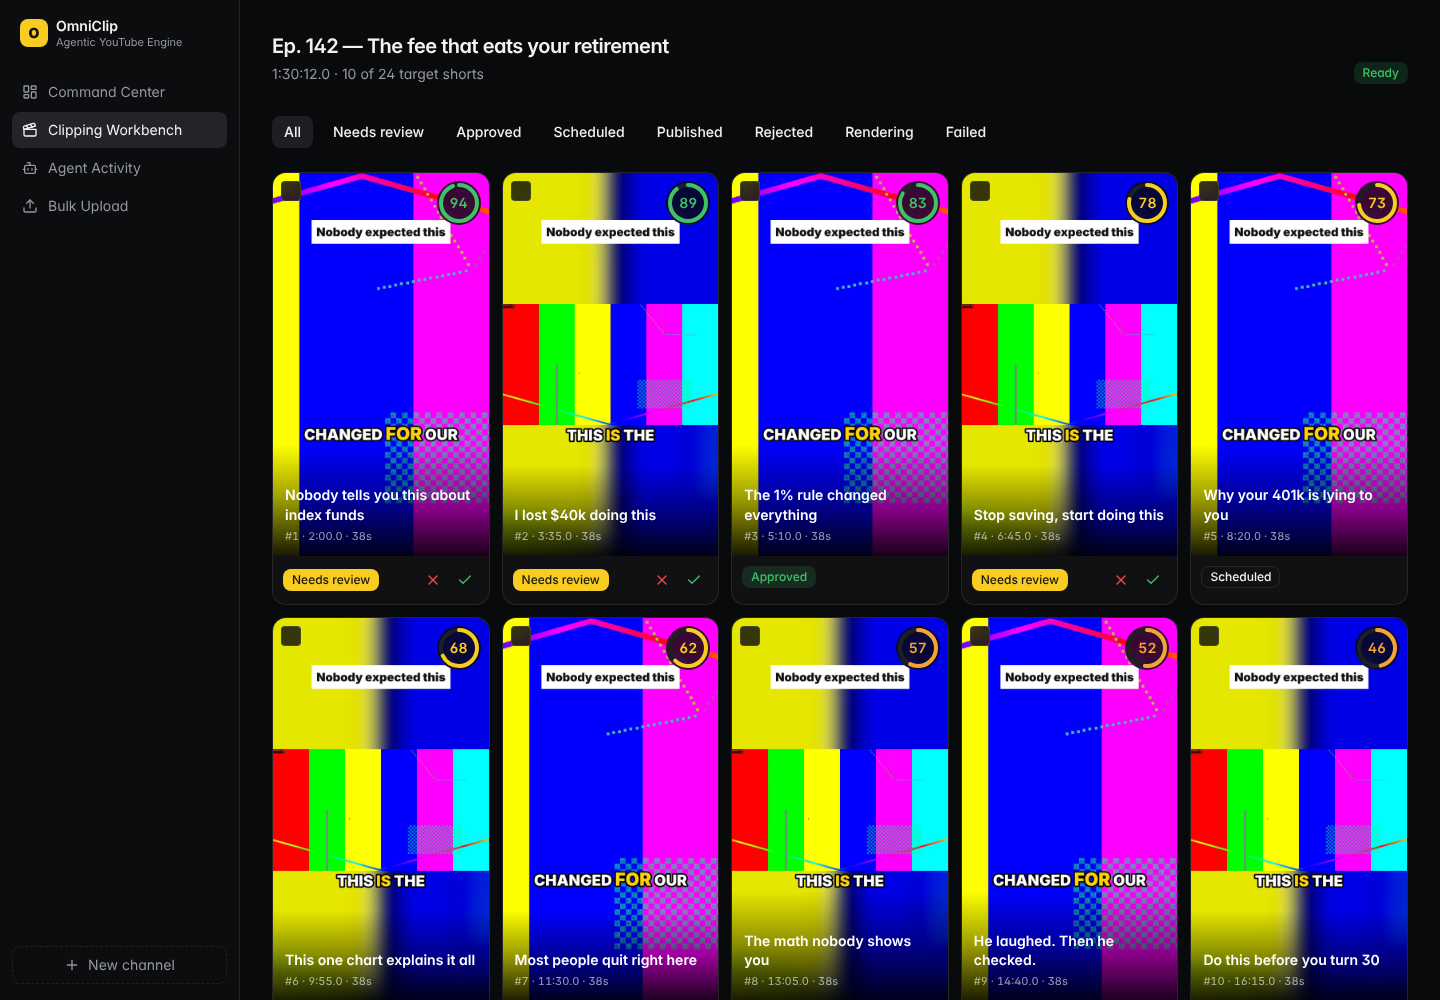 O
OmniClip
Agentic YouTube Engine
Command Center
Clipping Workbench
Agent Activity
Bulk Upload
New channel
Ep. 142 — The fee that eats your retirement
1:30:12.0 · 10 of 24 target shorts
Ready
All
Needs review
Approved
Scheduled
Published
Rejected
Rendering
Failed
94
Nobody expected this
CHANGED FOR OUR
Nobody tells you this about
index funds
#1 · 2:00.0 · 38s
Needs review
89
Nobody expected this
THIS IS THE
I lost $40k doing this
#2 · 3:35.0 · 38s
Needs review
83
Nobody expected this
CHANGED FOR OUR
The 1% rule changed
everything
#3 · 5:10.0 · 38s
Approved
78
Nobody expected this
THIS IS THE
Stop saving, start doing this
#4 · 6:45.0 · 38s
Needs review
73
Nobody expected this
CHANGED FOR OUR
Why your 401k is lying to
you
#5 · 8:20.0 · 38s
Scheduled
68
Nobody expected this
THIS IS THE
This one chart explains it all
#6 · 9:55.0 · 38s
62
Nobody expected this
CHANGED FOR OUR
Most people quit right here
#7 · 11:30.0 · 38s
57
Nobody expected this
THIS IS THE
The math nobody shows
you
#8 · 13:05.0 · 38s
52
Nobody expected this
CHANGED FOR OUR
He laughed. Then he
checked.
#9 · 14:40.0 · 38s
46
Nobody expected this
THIS IS THE
Do this before you turn 30
#10 · 16:15.0 · 38s